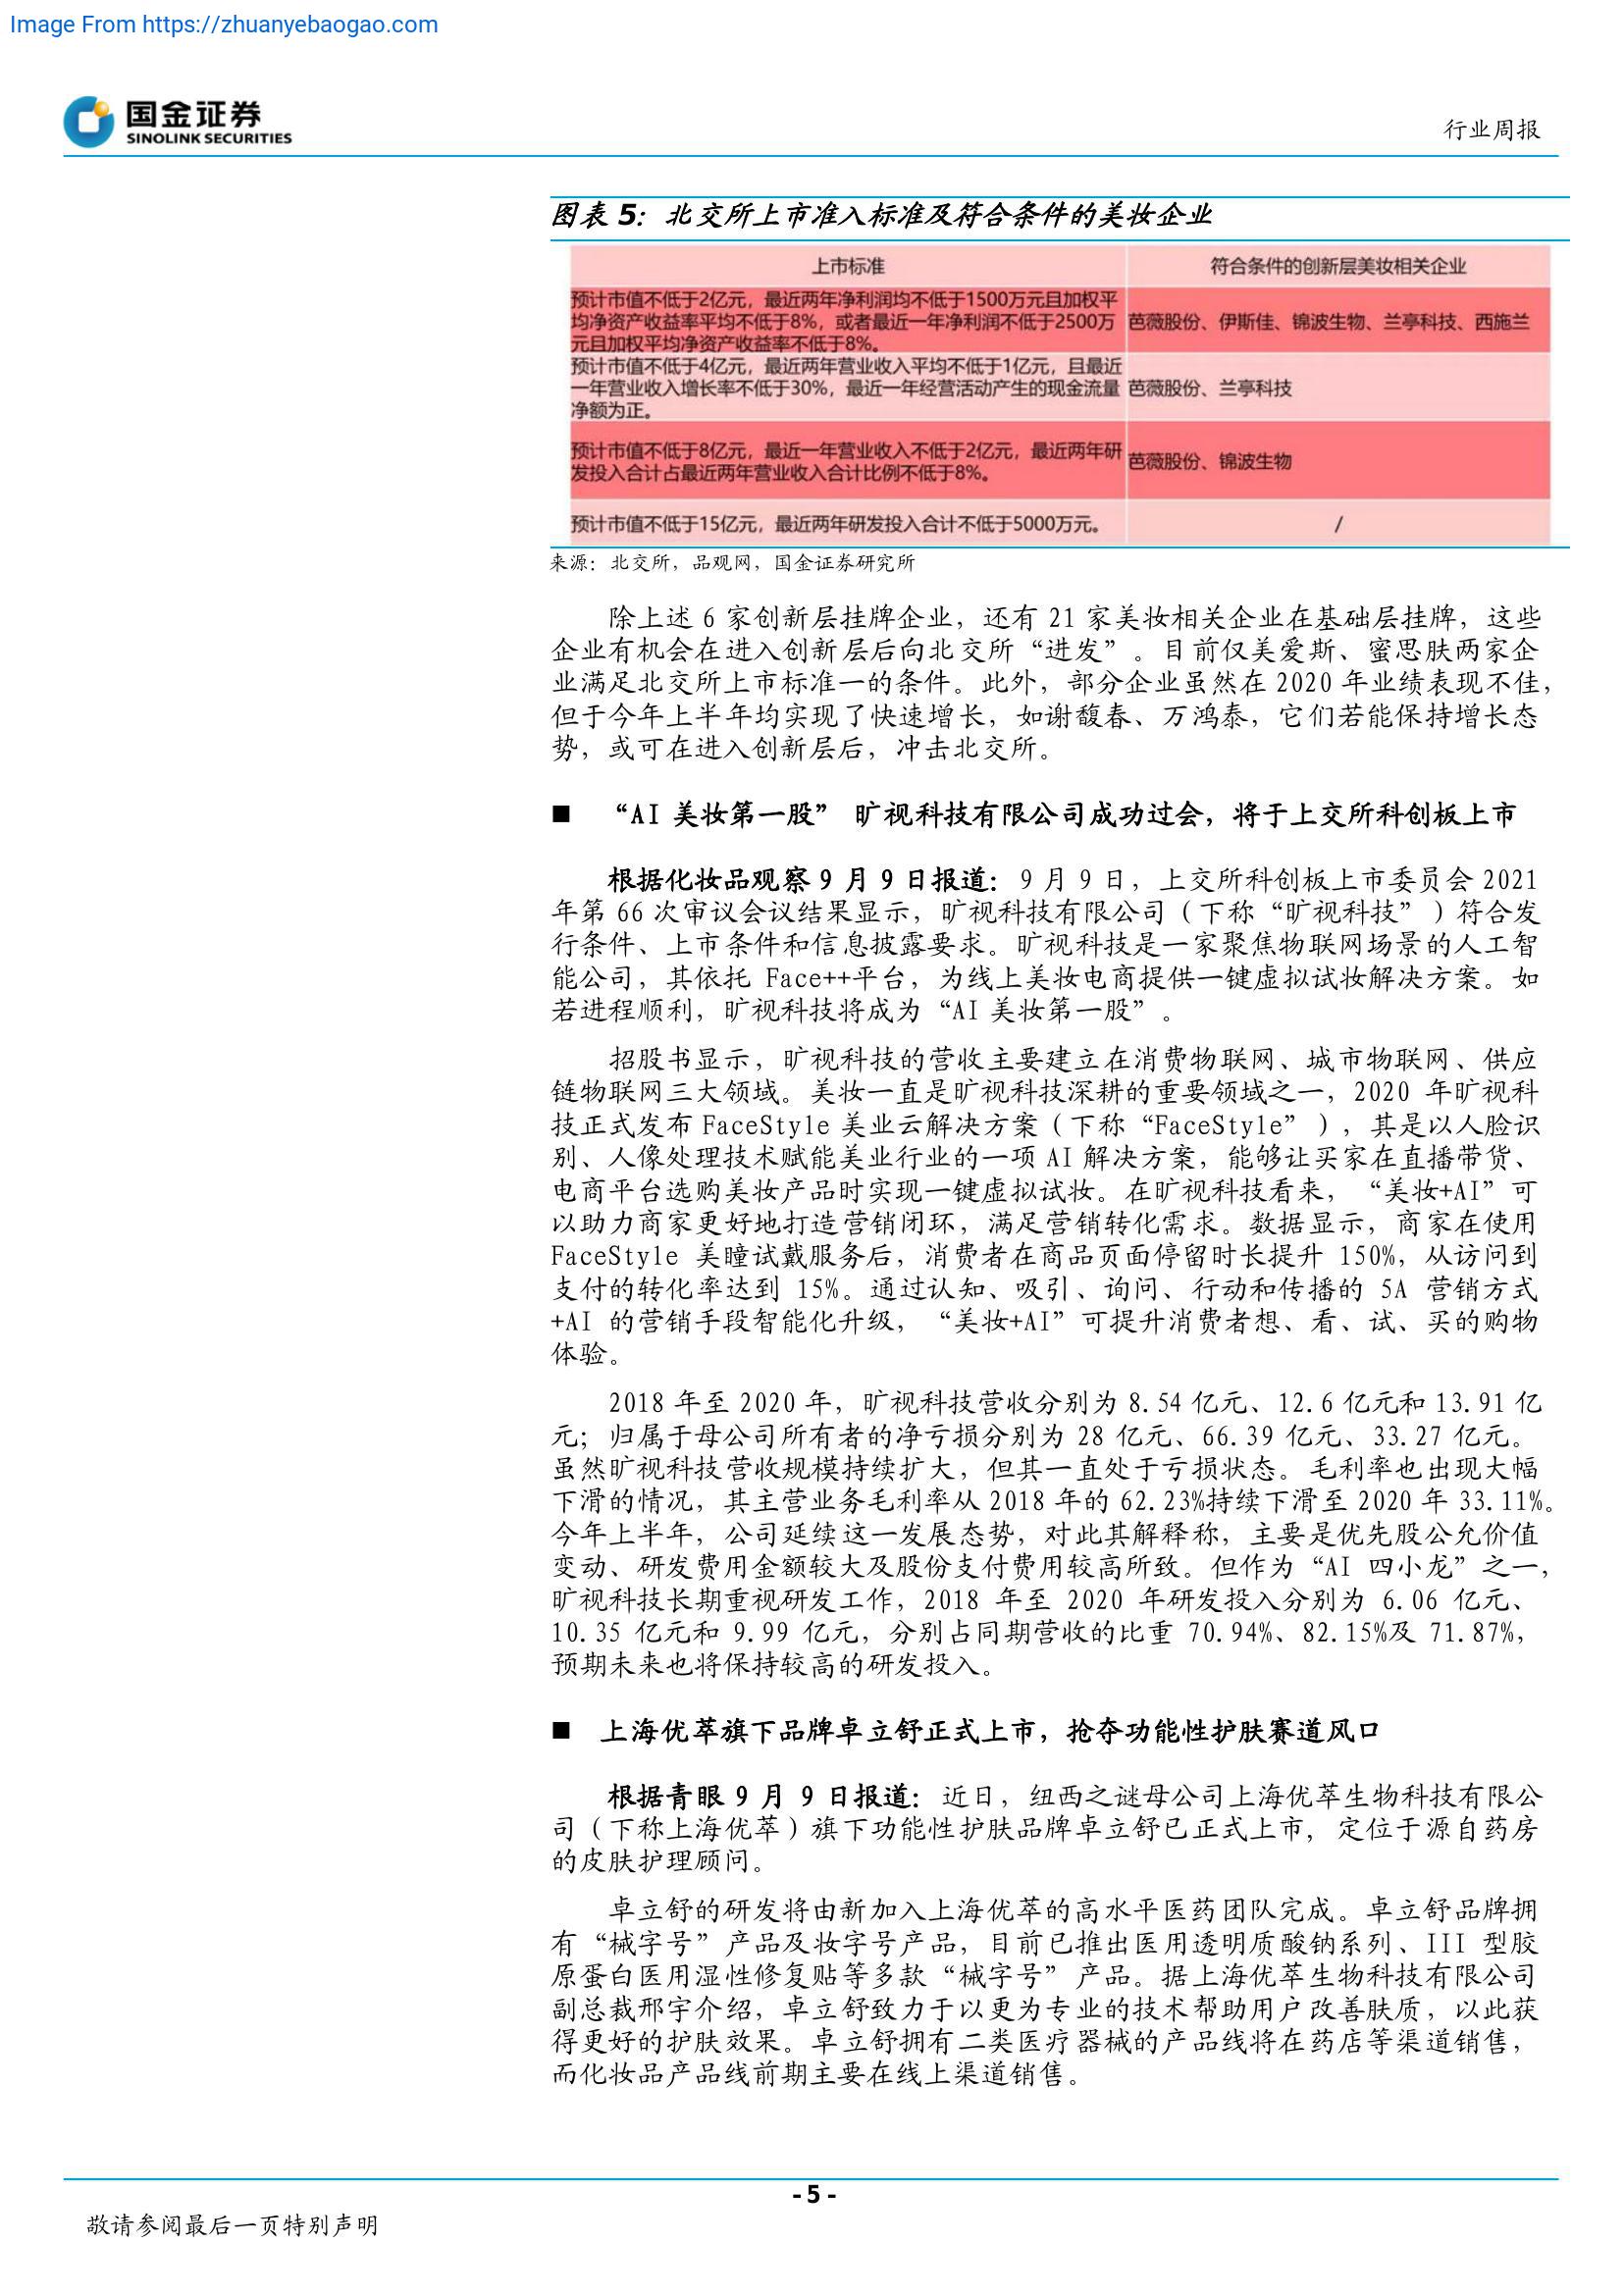 Image From https://zhuanyebaogao.com
国金证券
SINOLINK SECURITIES
行业周报
图表 5：北交所上市准入标准及符合条件的美妆企业
上市标准
符合条件的创新层美妆相关企业
预计市值不低于2亿元，最近两年净利润均不低于1500万元且加权平
均净资产收益率平均不低于8%，或者最近一年净利润不低于2500万
元且加权平均净资产收益率不低于8%。
芭薇股份、伊斯佳、锦波生物、兰亭科技、西施兰
预计市值不低于4亿元，最近两年营业收入平均不低于1亿元，且最近
一年营业收入增长率不低于30%，最近一年经营活动产生的现金流量
净额为正。
芭薇股份、兰亭科技
预计市值不低于8亿元，最近一年营业收入不低于2亿元，最近两年研
发投入合计占最近两年营业收入合计比例不低于8%。
芭薇股份、锦波生物
预计市值不低于15亿元，最近两年研发投入合计不低于5000万元。
/
来源：北交所，品观网，国金证券研究所
除上述 6 家创新层挂牌企业，还有 21 家美妆相关企业在基础层挂牌，这些
企业有机会在进入创新层后向北交所“进发”。目前仅美爱斯、蜜思肤两家企
业满足北交所上市标准一的条件。此外，部分企业虽然在 2020 年业绩表现不佳，
但于今年上半年均实现了快速增长，如谢馥春、万鸿泰，它们若能保持增长态
势，或可在进入创新层后，冲击北交所。
■ “AI 美妆第一股” 旷视科技有限公司成功过会，将于上交所科创板上市
根据化妆品观察 9 月 9 日报道：9 月 9 日，上交所科创板上市委员会 2021
年第 66 次审议会议结果显示，旷视科技有限公司（下称“旷视科技”）符合发
行条件、上市条件和信息披露要求。旷视科技是一家聚焦物联网场景的人工智
能公司，其依托 Face++平台，为线上美妆电商提供一键虚拟试妆解决方案。如
若进程顺利，旷视科技将成为“AI 美妆第一股”。
招股书显示，旷视科技的营收主要建立在消费物联网、城市物联网、供应
链物联网三大领域。美妆一直是旷视科技深耕的重要领域之一，2020 年旷视科
技正式发布 FaceStyle 美业云解决方案（下称“FaceStyle”），其是以人脸识
别、人像处理技术赋能美业行业的一项 AI 解决方案，能够让买家在直播带货、
电商平台选购美妆产品时实现一键虚拟试妆。在旷视科技看来，“美妆+AI”可
以助力商家更好地打造营销闭环，满足营销转化需求。数据显示，商家在使用
FaceStyle 美瞳试戴服务后，消费者在商品页面停留时长提升 150%，从访问到
支付的转化率达到 15%。通过认知、吸引、询问、行动和传播的 5A 营销方式
+AI 的营销手段智能化升级，“美妆+AI”可提升消费者想、看、试、买的购物
体验。
2018 年至 2020 年，旷视科技营收分别为 8.54 亿元、12.6 亿元和 13.91 亿
元；归属于母公司所有者的净亏损分别为 28 亿元、66.39 亿元、33.27 亿元。
虽然旷视科技营收规模持续扩大，但其一直处于亏损状态。毛利率也出现大幅
下滑的情况，其主营业务毛利率从 2018 年的 62.23%持续下滑至 2020 年 33.11%。
今年上半年，公司延续这一发展态势，对此其解释称，主要是优先股公允价值
变动、研发费用金额较大及股份支付费用较高所致。但作为“AI 四小龙”之一，
旷视科技长期重视研发工作，2018 年至 2020 年研发投入分别为 6.06 亿元、
10.35 亿元和 9.99 亿元，分别占同期营收的比重 70.94%、82.15%及 71.87%，
预期未来也将保持较高的研发投入。
■ 上海优萃旗下品牌卓立舒正式上市，抢夺功能性护肤赛道风口
根据青眼 9 月 9 日报道：近日，纽西之谜母公司上海优萃生物科技有限公
司（下称上海优萃）旗下功能性护肤品牌卓立舒已正式上市, 定位于源自药房
的皮肤护理顾问。
卓立舒的研发将由新加入上海优萃的高水平医药团队完成。卓立舒品牌拥
有“械字号”产品及妆字号产品，目前已推出医用透明质酸钠系列、III 型胶
原蛋白医用湿性修复贴等多款“械字号”产品。据上海优萃生物科技有限公司
副总裁邢宇介绍，卓立舒致力于以更为专业的技术帮助用户改善肤质，以此获
得更好的护肤效果。卓立舒拥有二类医疗器械的产品线将在药店等渠道销售，
而化妆品产品线前期主要在线上渠道销售。
- 5 -
敬请参阅最后一页特别声明